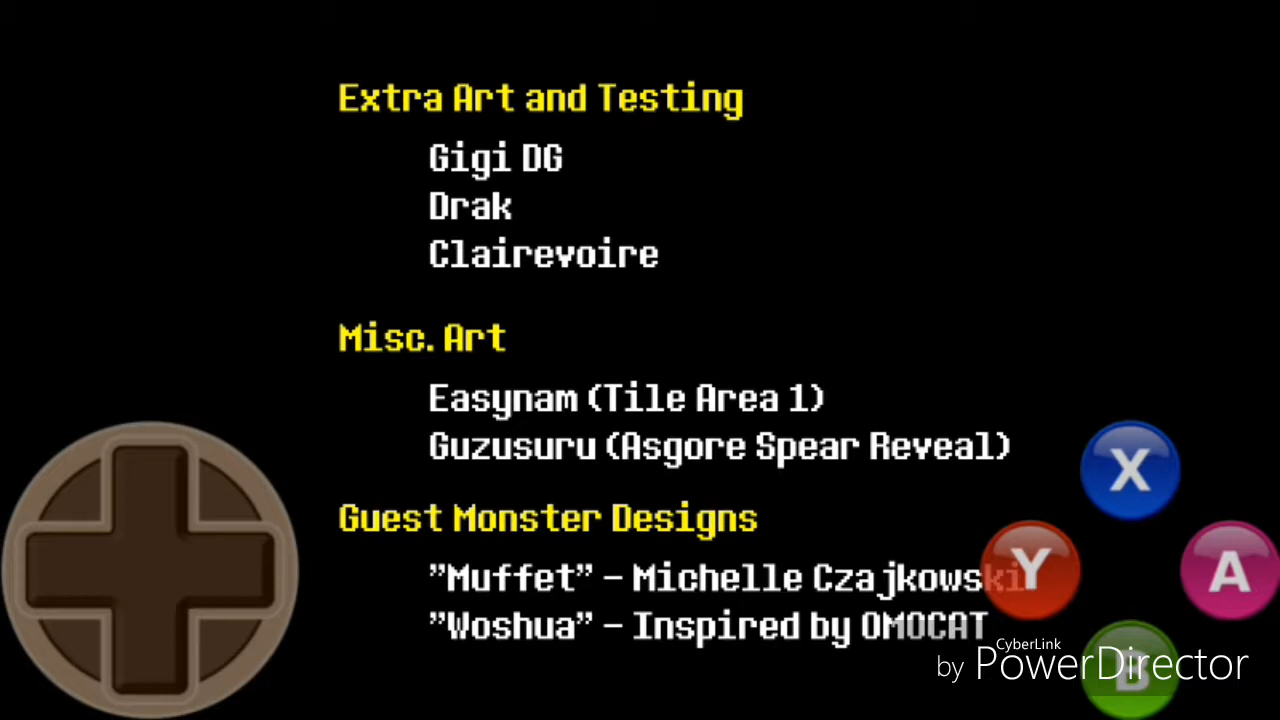 Extra Art and Testing
Gigi DG
Drak
Clairevoire
Misc. Art
Easynam (Tile Area 1)
Guzusuru (Asgore Spear Reveal)
Guest Monster Designs
"Muffet" - Michelle Czajkowski
"Woshua" - Inspired by OMOCAT
X
Y
A
B
CyberLink
by PowerDirector